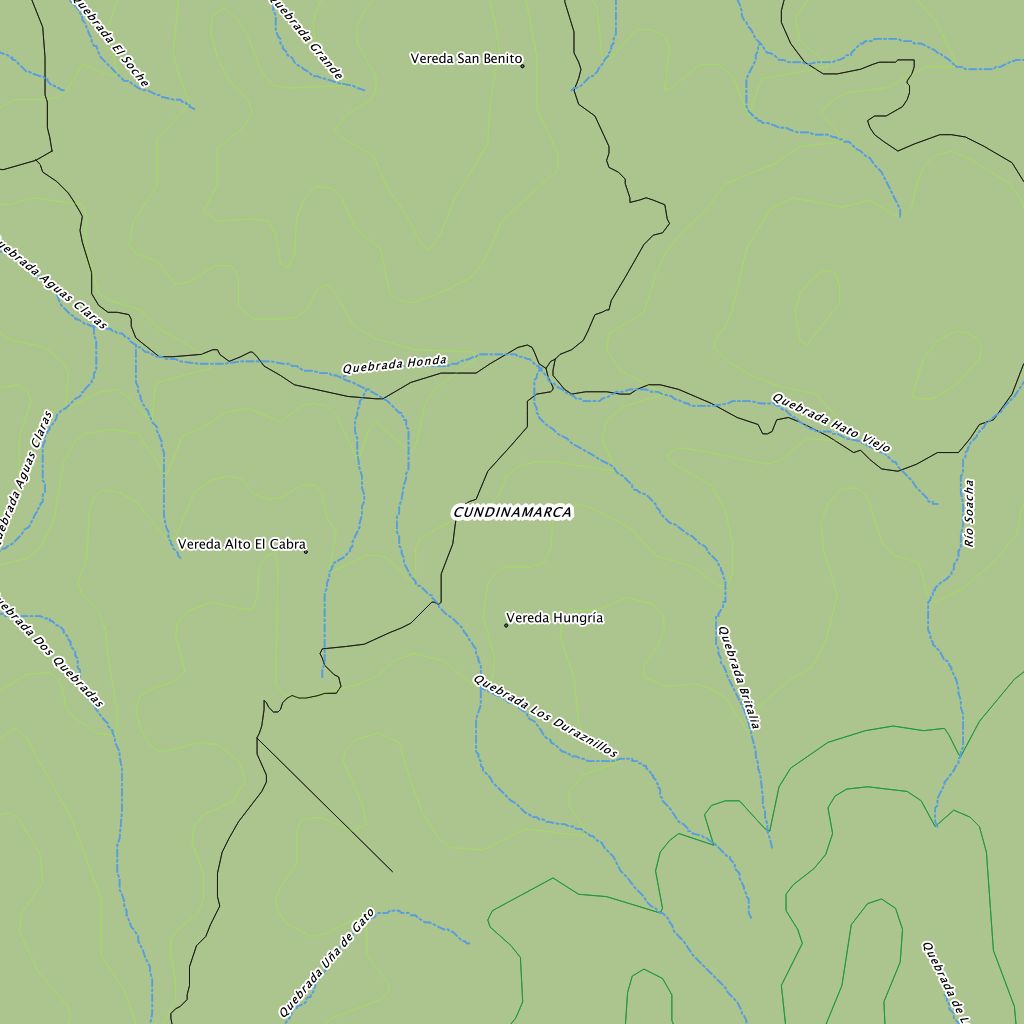 Quebrada El Soche
Quebrada Grande
Vereda San Benito
Quebrada Aguas Claras
Quebrada Honda
Quebrada Hato Viejo
Quebrada Aguas Claras
Río Soacha
CUNDINAMARCA
Vereda Alto El Cabra
Vereda Hungría
Quebrada Dos Quebradas
Quebrada Britalia
Quebrada Los Duraznillos
Quebrada Uña de Gato
Quebrada de L